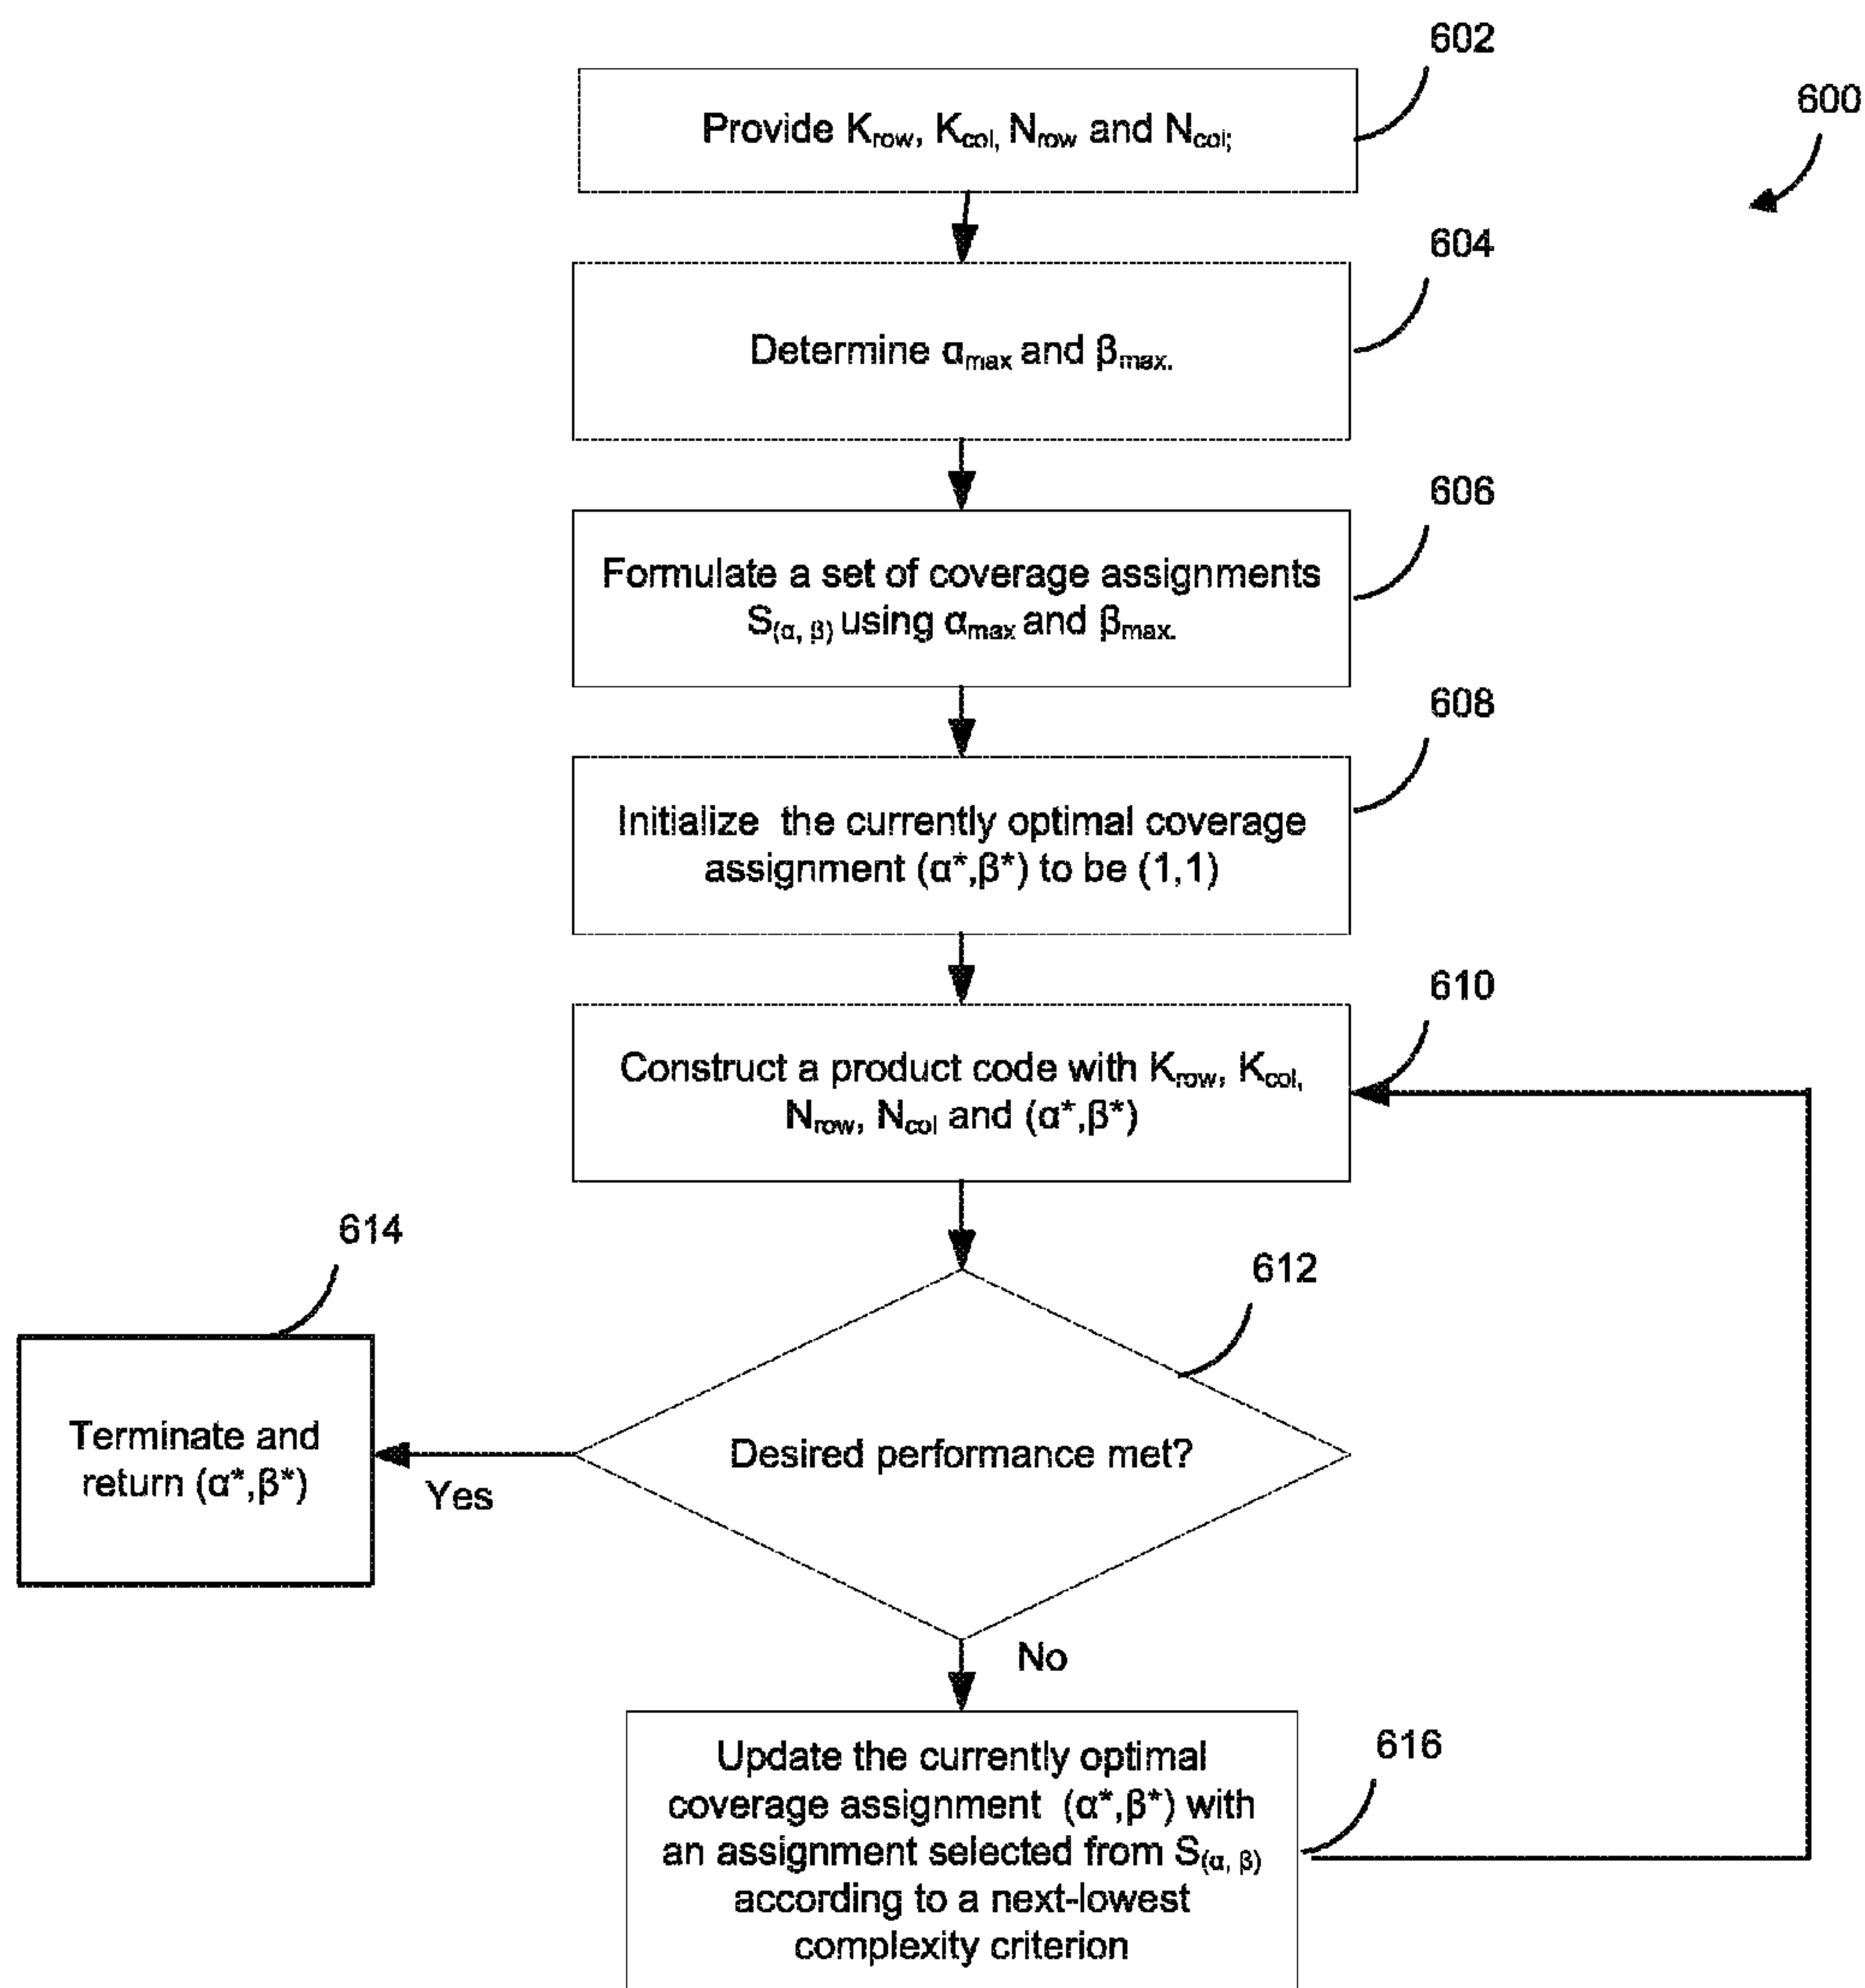 602
600
Provide Krow, Kcol, Nrow and Ncol;
604
Determine αmax and βmax.
606
Formulate a set of coverage assignments
S(α, β) using αmax and βmax.
608
Initialize the currently optimal coverage
assignment (α*,β*) to be (1,1)
610
Construct a product code with Krow, Kcol,
Nrow, Ncol and (α*,β*)
614
612
Terminate and
return (α*,β*)
Yes
Desired performance met?
No
616
Update the currently optimal
coverage assignment (α*,β*) with
an assignment selected from S(α, β)
according to a next-lowest
complexity criterion